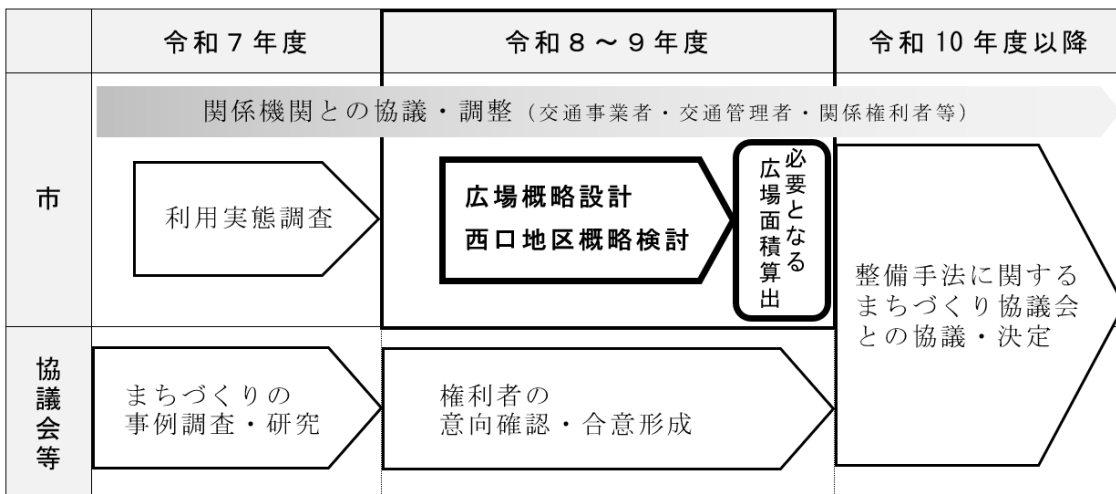 令和７年度
令和８～９年度
令和 10 年度以降
市
関係機関との協議・調整（交通事業者・交通管理者・関係権利者等）
利用実態調査
広場概略設計
西口地区概略検討
必要となる
広場面積算出
整備手法に関する
まちづくり協議会
との協議・決定
協議会等
まちづくりの
事例調査・研究
権利者の
意向確認・合意形成